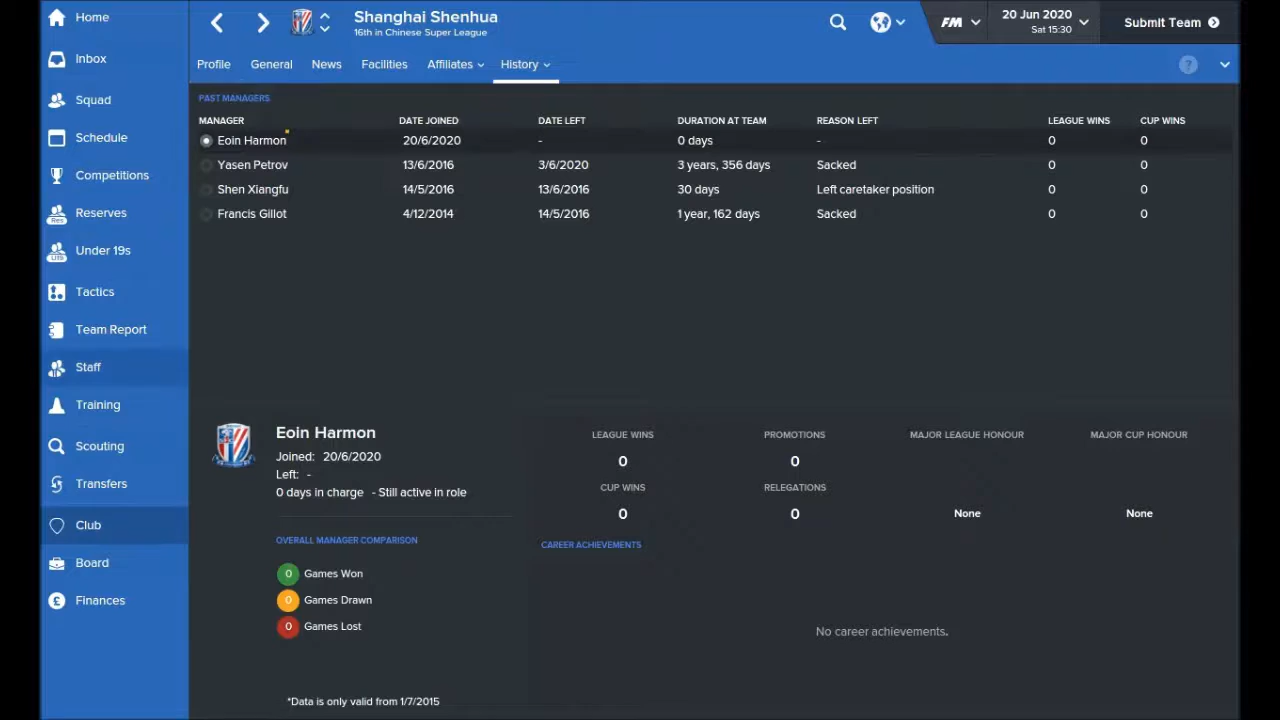 Home
Inbox
Squad
Schedule
Competitions
Reserves
Under 19s
Tactics
Team Report
Staff
Training
Scouting
Transfers
Club
Board
Finances
Shanghai Shenhua
16th in Chinese Super League
FM
20 Jun 2020
Sat 15:30
Submit Team
Profile General News Facilities Affiliates History
?
PAST MANAGERS
MANAGER DATE JOINED DATE LEFT DURATION AT TEAM REASON LEFT LEAGUE WINS CUP WINS
Eoin Harmon 20/6/2020 - 0 days - 0 0
Yasen Petrov 13/6/2016 3/6/2020 3 years, 356 days Sacked 0 0
Shen Xiangfu 14/5/2016 13/6/2016 30 days Left caretaker position 0 0
Francis Gillot 4/12/2014 14/5/2016 1 year, 162 days Sacked 0 0
Eoin Harmon
Joined: 20/6/2020
Left: -
0 days in charge - Still active in role
OVERALL MANAGER COMPARISON
0 Games Won
0 Games Drawn
0 Games Lost
*Data is only valid from 1/7/2015
LEAGUE WINS PROMOTIONS MAJOR LEAGUE HONOUR MAJOR CUP HONOUR
0 0
CUP WINS RELEGATIONS
0 0 None None
CAREER ACHIEVEMENTS
No career achievements.